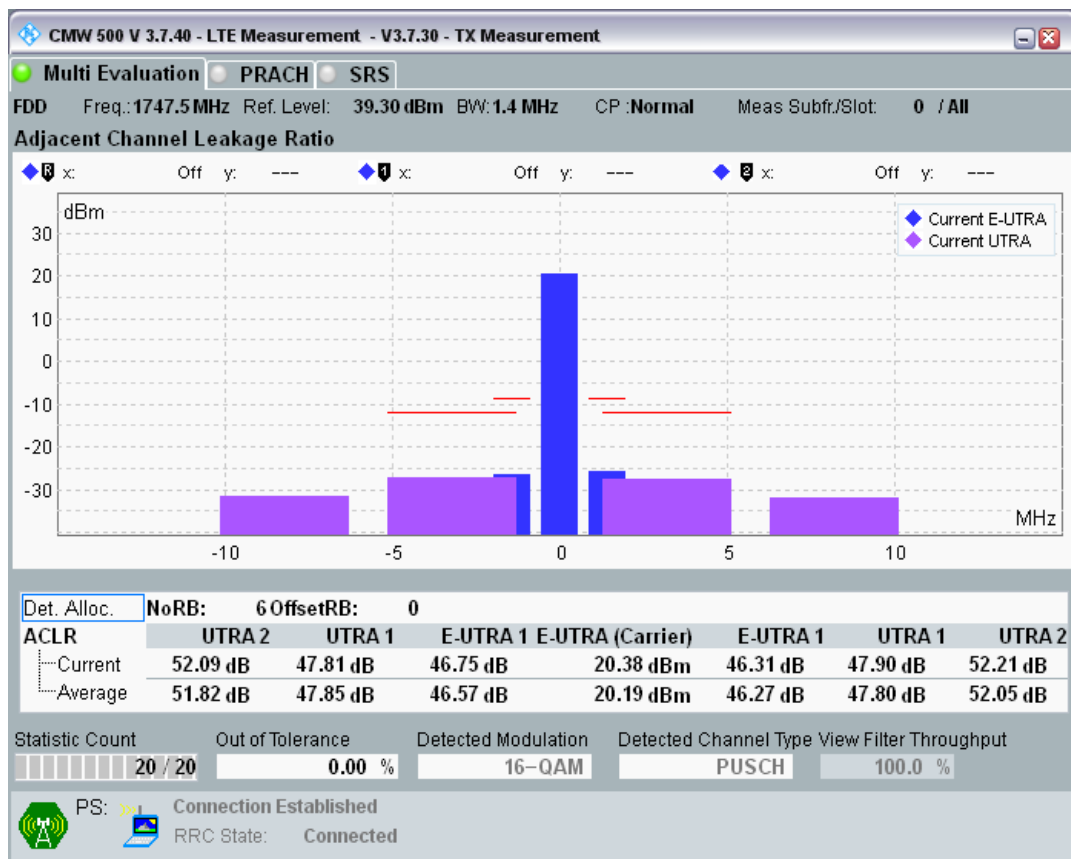 CMW 500 V 3.7.40 - LTE Measurement - V3.7.30 - TX Measurement
Multi Evaluation PRACH SRS
FDD Freq.: 1747.5 MHz Ref. Level: 39.30 dBm BW: 1.4 MHz CP :Normal Meas Subfr./Slot: 0 / All
Adjacent Channel Leakage Ratio
R x: Off y: --- 1 x: Off y: --- 2 x: Off y: ---
dBm
Current E-UTRA
Current UTRA
30
20
10
0
-10
-20
-30
MHz
-10 -5 0 5 10
Det. Alloc. NoRB: 6 OffsetRB: 0
ACLR UTRA 2 UTRA 1 E-UTRA 1 E-UTRA (Carrier) E-UTRA 1 UTRA 1 UTRA 2
Current 52.09 dB 47.81 dB 46.75 dB 20.38 dBm 46.31 dB 47.90 dB 52.21 dB
Average 51.82 dB 47.85 dB 46.57 dB 20.19 dBm 46.27 dB 47.80 dB 52.05 dB
Statistic Count Out of Tolerance Detected Modulation Detected Channel Type View Filter Throughput
20 / 20 0.00 % 16-QAM PUSCH 100.0 %
PS: Connection Established
RRC State: Connected